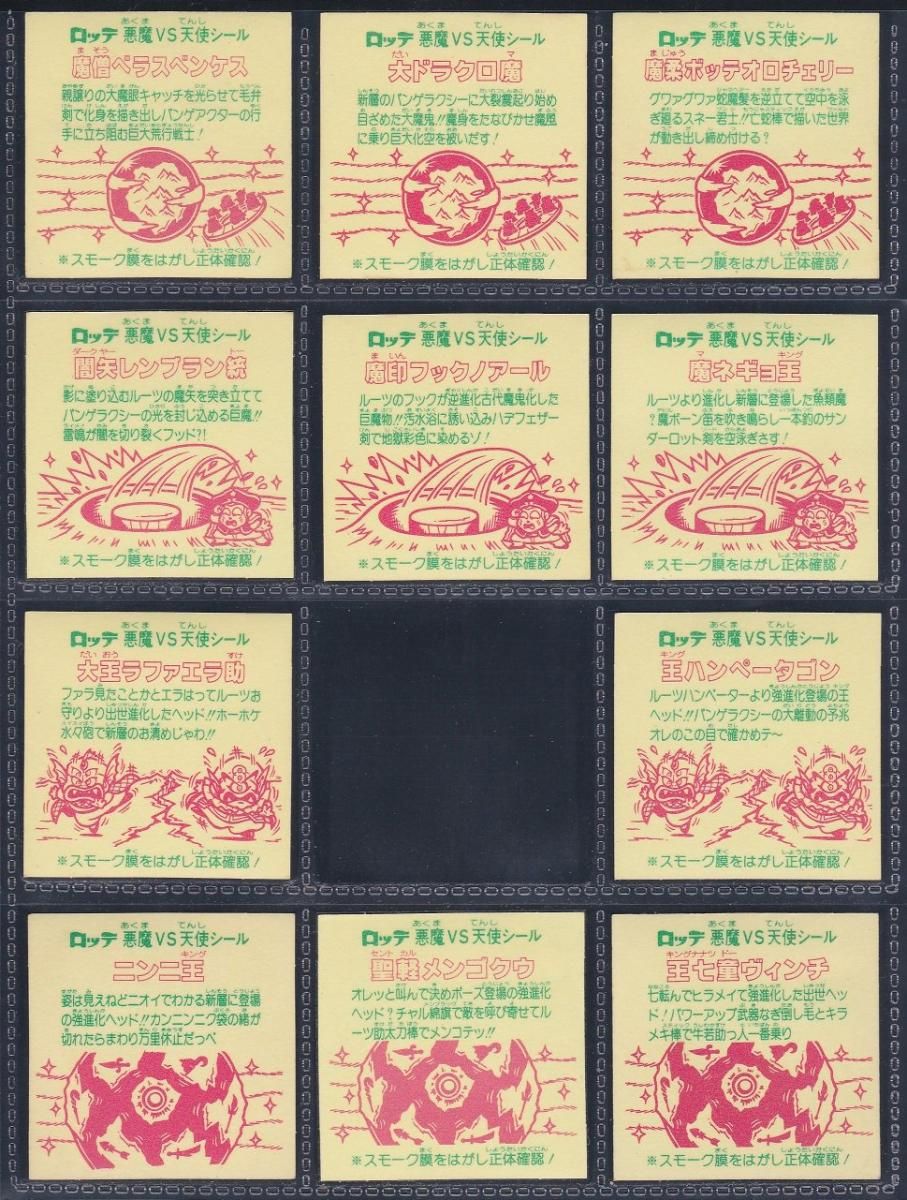 ロッテ 悪魔VS天使シール
魔僧ペラスペンケス
親譲りの大魔眼キャッチを光らせて毛弁
剣で化身を描き出しパンゲアクターの行
手に立ち阻む巨大荒行戦士！
※スモーク膜をはがし正体確認！
ロッテ 悪魔VS天使シール
大ドラクロ魔
新層のパンゲラクシーに大裂震起り始め
目ざめた大魔鬼!!魔身をたなびかせ魔風
に乗り巨大化空を被いだす！
※スモーク膜をはがし正体確認！
ロッテ 悪魔VS天使シール
魔柔ボッテオロチェリー
グワァグワァ蛇魔髪を逆立てて空中を泳
ぎ廻るスネー君士!!亡蛇棒で描いた世界
が動き出し締め付ける？
※スモーク膜をはがし正体確認！
ロッテ 悪魔VS天使シール
闇矢レンブラン統
影に塗り込むルーツの魔矢を突き立てて
パンゲラクシーの光を封じ込める巨魔!!
雷鳴が闇を切り裂くフッド?!
※スモーク膜をはがし正体確認！
ロッテ 悪魔VS天使シール
魔印フックノアール
ルーツのフックが逆進化古代魔鬼化した
巨魔物!!汚水浴に誘い込みハデフェザー
剣で地獄彩色に染めるゾ！
※スモーク膜をはがし正体確認！
ロッテ 悪魔VS天使シール
魔ネギョ王
ルーツより進化し新層に登場した魚類魔
？魔ボーン笛を吹き鳴らし一本釣のサン
ダーロット剣を空泳ぎさす！
※スモーク膜をはがし正体確認！
ロッテ 悪魔VS天使シール
大王ラファエラ助
ファラ見たことかとエラはってルーツお
守りより出世進化したヘッド!!ホーホケ
水々砲で新層のお清めじゃわ!!
※スモーク膜をはがし正体確認！
ロッテ 悪魔VS天使シール
王ハンペータゴン
ルーツハンペーターより強進化登場の王
ヘッド!!パンゲラクシーの大離動の予兆
オレのこの目で確かめテ～
※スモーク膜をはがし正体確認！
ロッテ 悪魔VS天使シール
ニンニ王
姿は見えねどニオイでわかる新層に登場
の強進化ヘッド!!カンニンニク袋の緒が
切れたらまわり万里休止だっぺ
※スモーク膜をはがし正体確認！
ロッテ 悪魔VS天使シール
聖軽メンゴクウ
オレッと叫んで決めポーズ登場の強進化
ヘッド？チャル綿旗で敵を呼び寄せてル
ーツ助太刀棒でメンコテッ!!
※スモーク膜をはがし正体確認！
ロッテ 悪魔VS天使シール
王七童ヴィンチ
七転んでヒラメイて強進化した出世ヘッ
ド！パワーアップ武器なぎ倒し毛とキラ
メキ棒で牛若助っ人一番乗り
※スモーク膜をはがし正体確認！